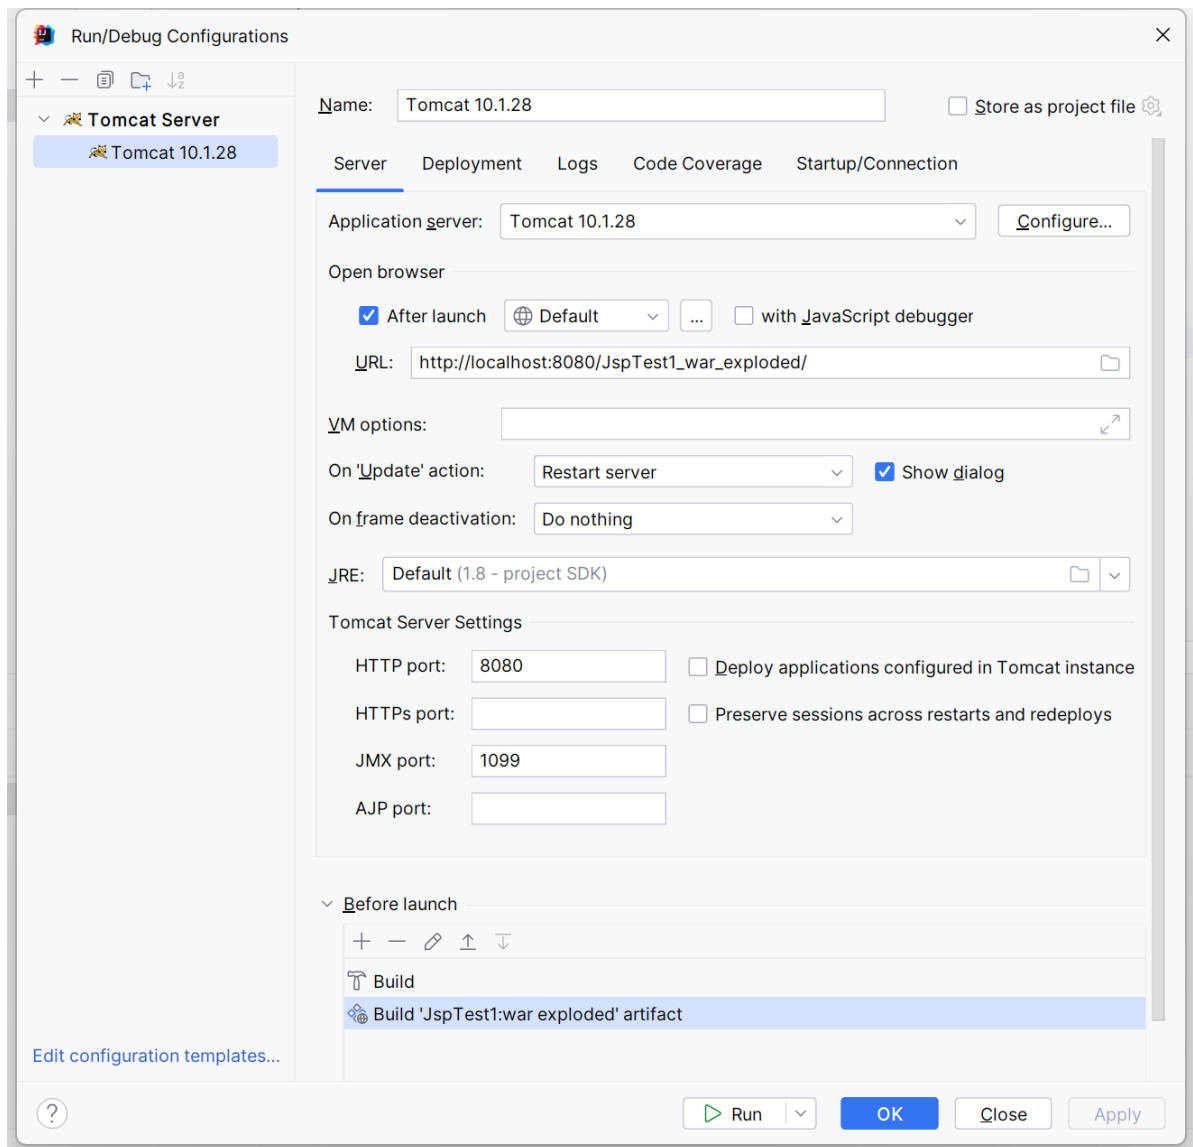 Run/Debug Configurations
Tomcat Server
Tomcat 10.1.28
Edit configuration templates...
Name: Tomcat 10.1.28 Store as project file
Server Deployment Logs Code Coverage Startup/Connection
Application server: Tomcat 10.1.28 Configure...
Open browser
After launch Default ... with JavaScript debugger
URL: http://localhost:8080/JspTest1_war_exploded/
VM options:
On 'Update' action: Restart server Show dialog
On frame deactivation: Do nothing
JRE: Default (1.8 - project SDK)
Tomcat Server Settings
HTTP port: 8080 Deploy applications configured in Tomcat instance
HTTPs port: Preserve sessions across restarts and redeploys
JMX port: 1099
AJP port:
Before launch
Build
Build 'JspTest1:war exploded' artifact
? Run OK Close Apply